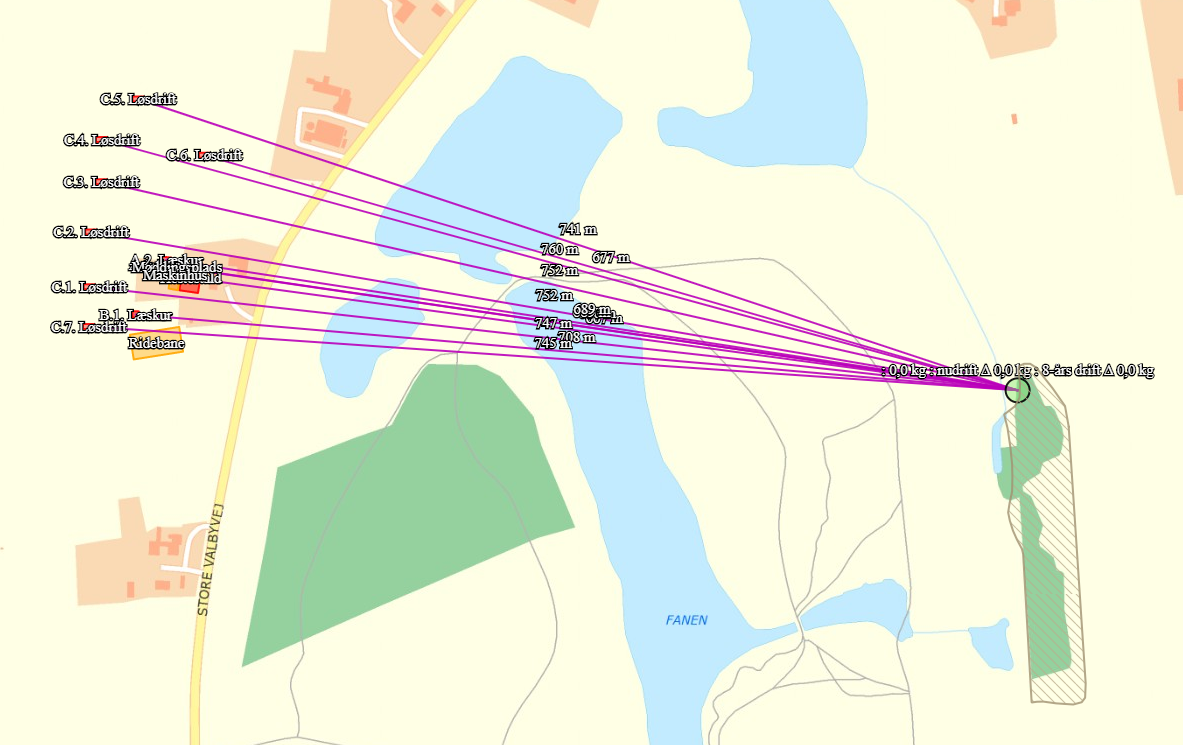 C.5. Løsdrift
C.4. Løsdrift
C.6. Løsdrift
C.3. Løsdrift
741 m
C.2. Løsdrift
760 m
677 m
A.2. Læskur
752 m
Maskinhus
C.1. Løsdrift
752 m
B.1. Læskur
689 m
C.7. Løsdrift
747 m
708 m
Ridebane
745 m
: 0,0 kg : nudrift Δ 0,0 kg : 8-års drift Δ 0,0 kg
STORE VALBYVEJ
FANEN